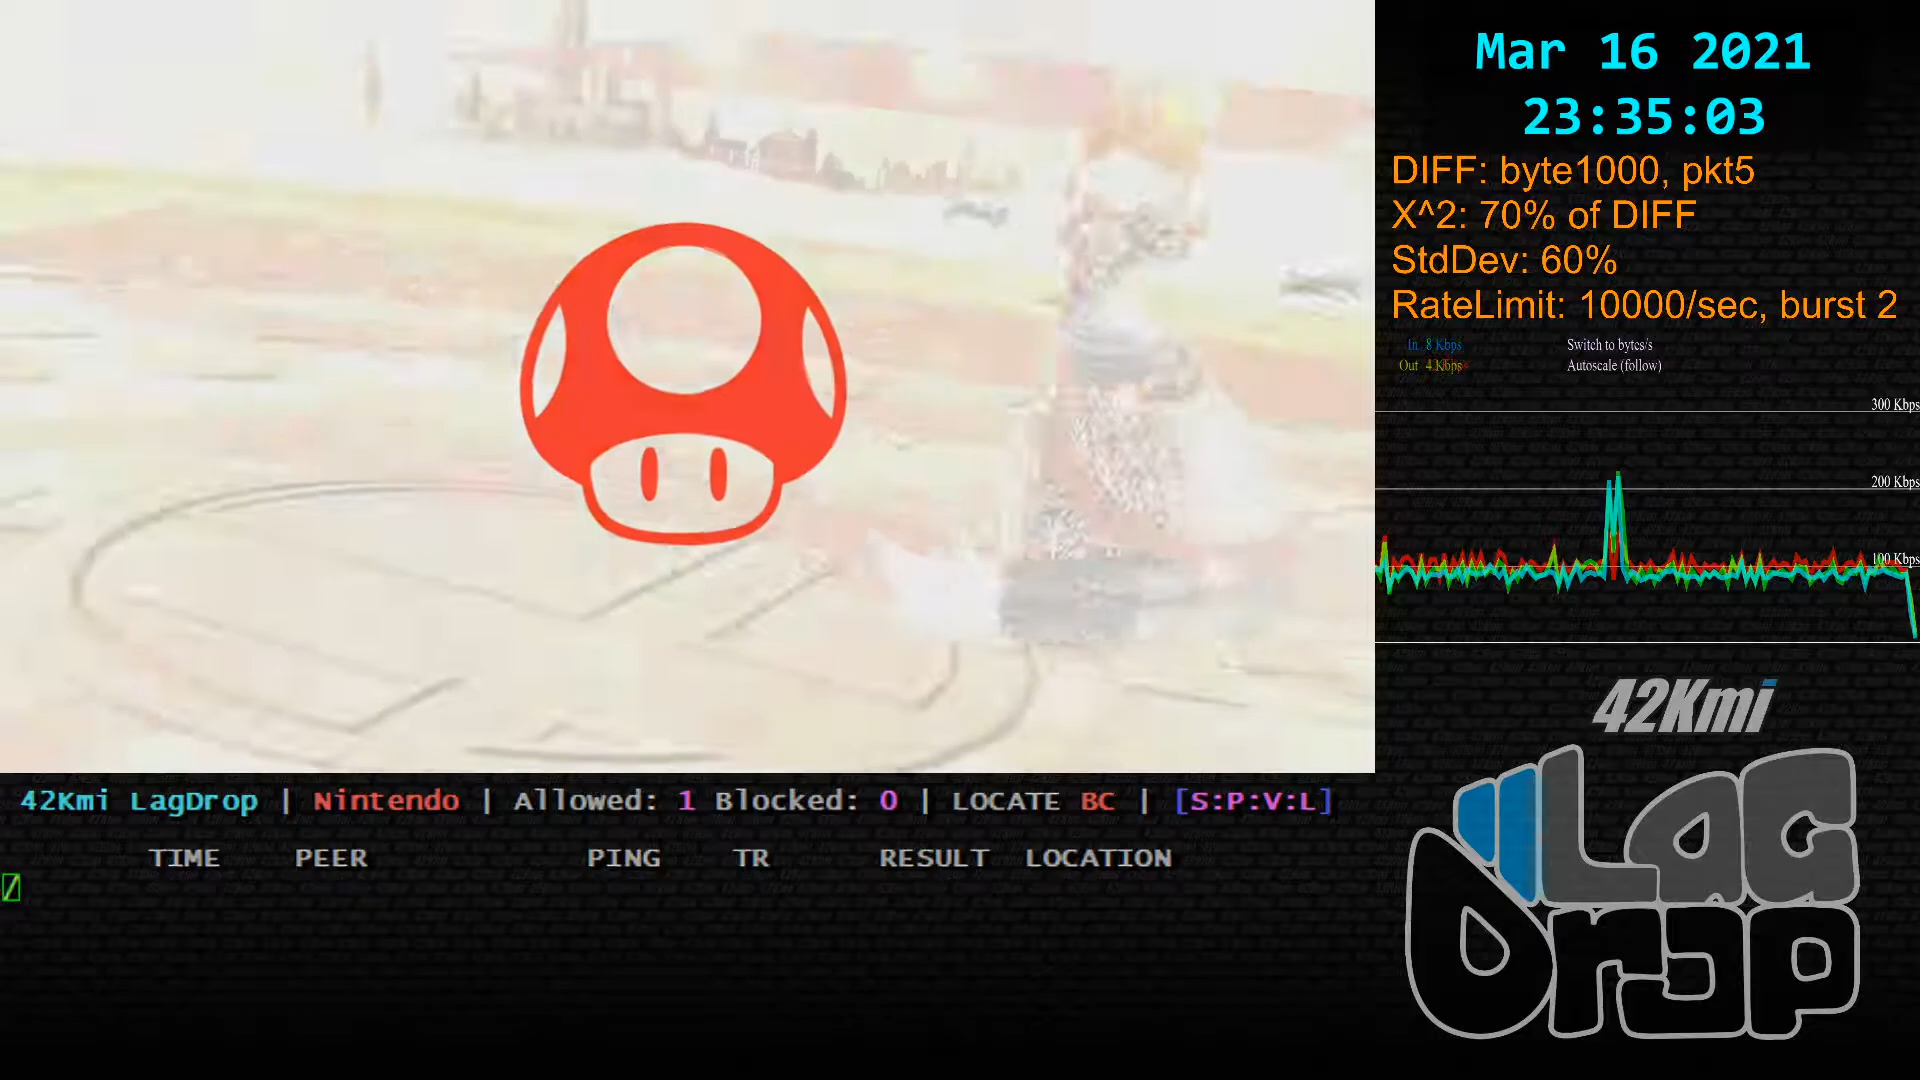 Mar 16 2021
23:35:03
DIFF: byte1000, pkt5
X^2: 70% of DIFF
StdDev: 60%
RateLimit: 10000/sec, burst 2
In 8 Kbps Switch to bytes/s
Out 4 Kbps Autoscale (follow)
300 Kbps
200 Kbps
100 Kbps
42Kmi
LAG
Drop
42Kmi LagDrop | Nintendo | Allowed: 1 Blocked: 0 | LOCATE BC | [S:P:V:L]
TIME PEER PING TR RESULT LOCATION